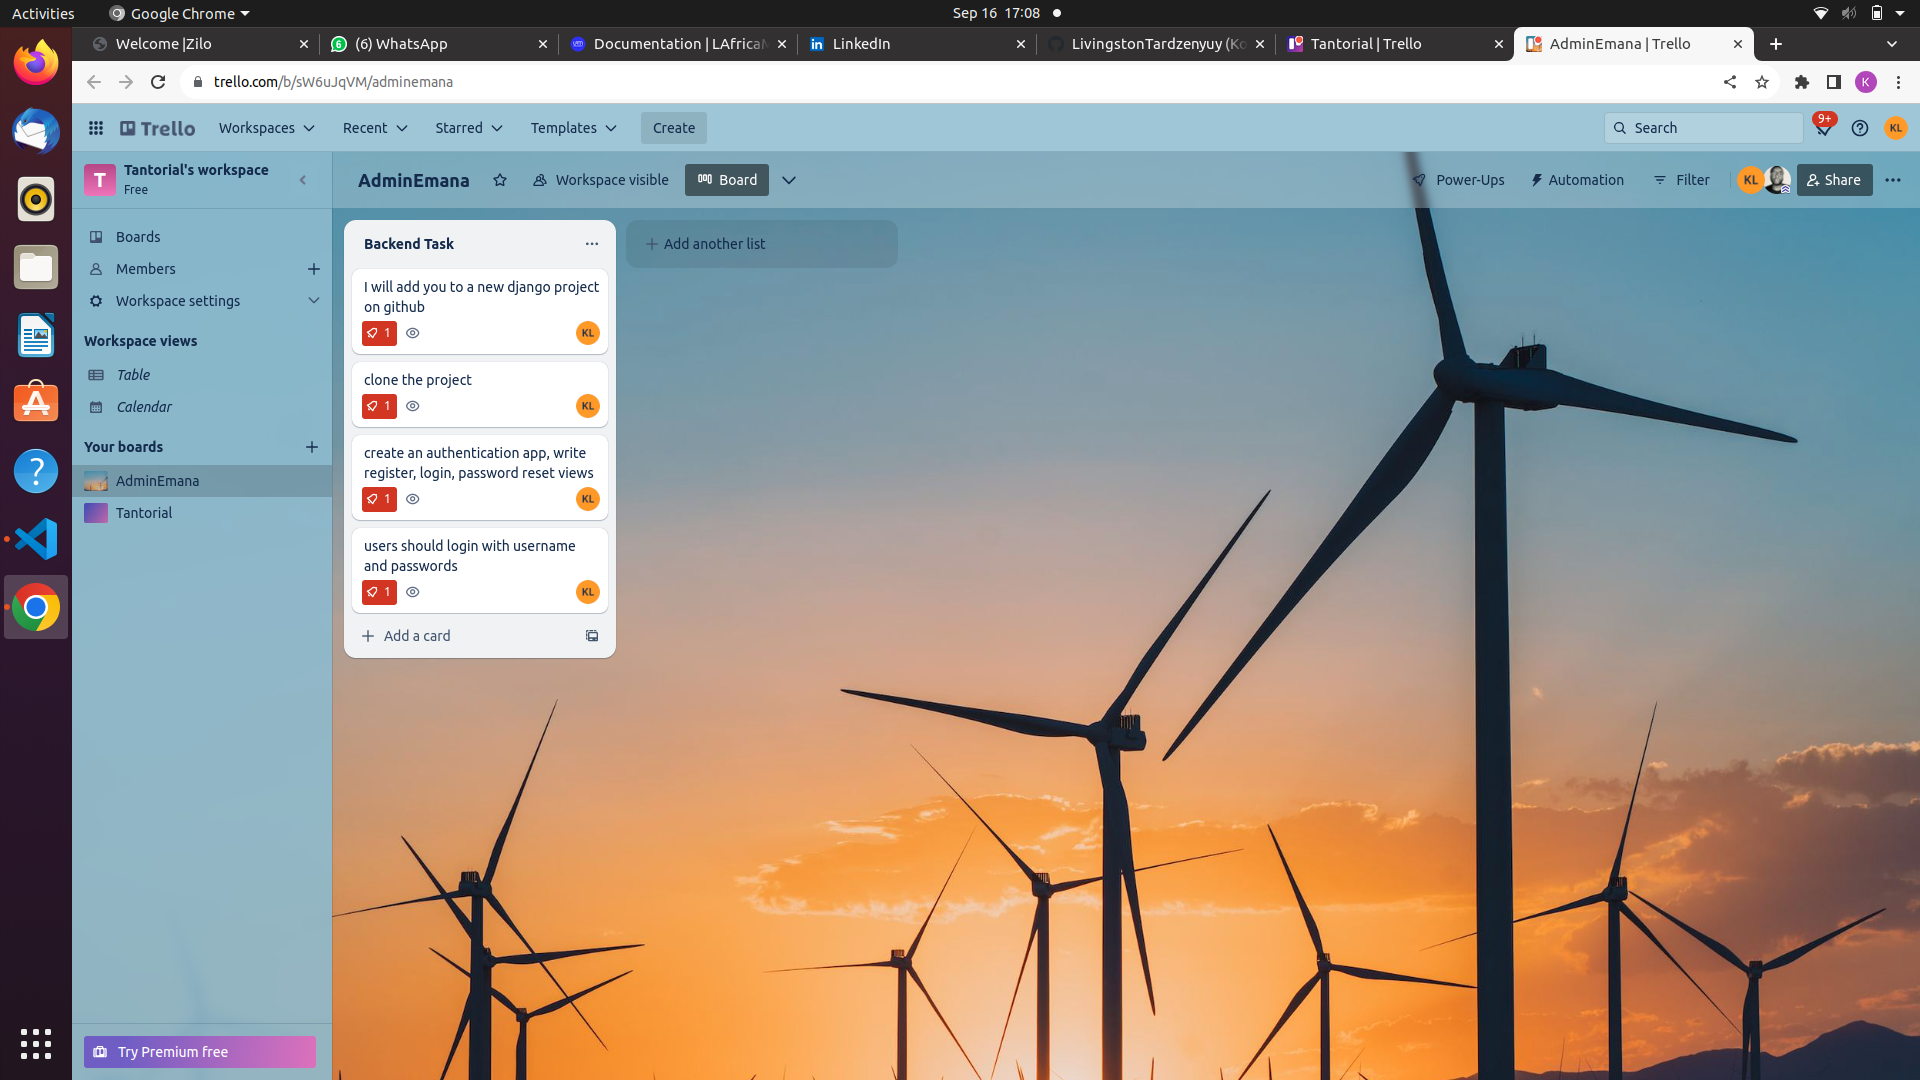 Activities
Google Chrome
Sep 16 17:08
Welcome |Zilo
(6) WhatsApp
Documentation | LAfricaM
LinkedIn
LivingstonTardzenyuy (Ko
Tantorial | Trello
AdminEmana | Trello
trello.com/b/sW6uJqVM/adminemana
K
Trello
Workspaces
Recent
Starred
Templates
Create
Search
9+
KL
T
Tantorial's workspace
Free
AdminEmana
Workspace visible
Board
Power-Ups
Automation
Filter
KL
Share
Boards
Members
Workspace settings
Workspace views
Table
Calendar
Your boards
AdminEmana
Tantorial
Try Premium free
Backend Task
I will add you to a new django project
on github
1
KL
clone the project
1
KL
create an authentication app, write
register, login, password reset views
1
KL
users should login with username
and passwords
1
KL
Add a card
Add another list